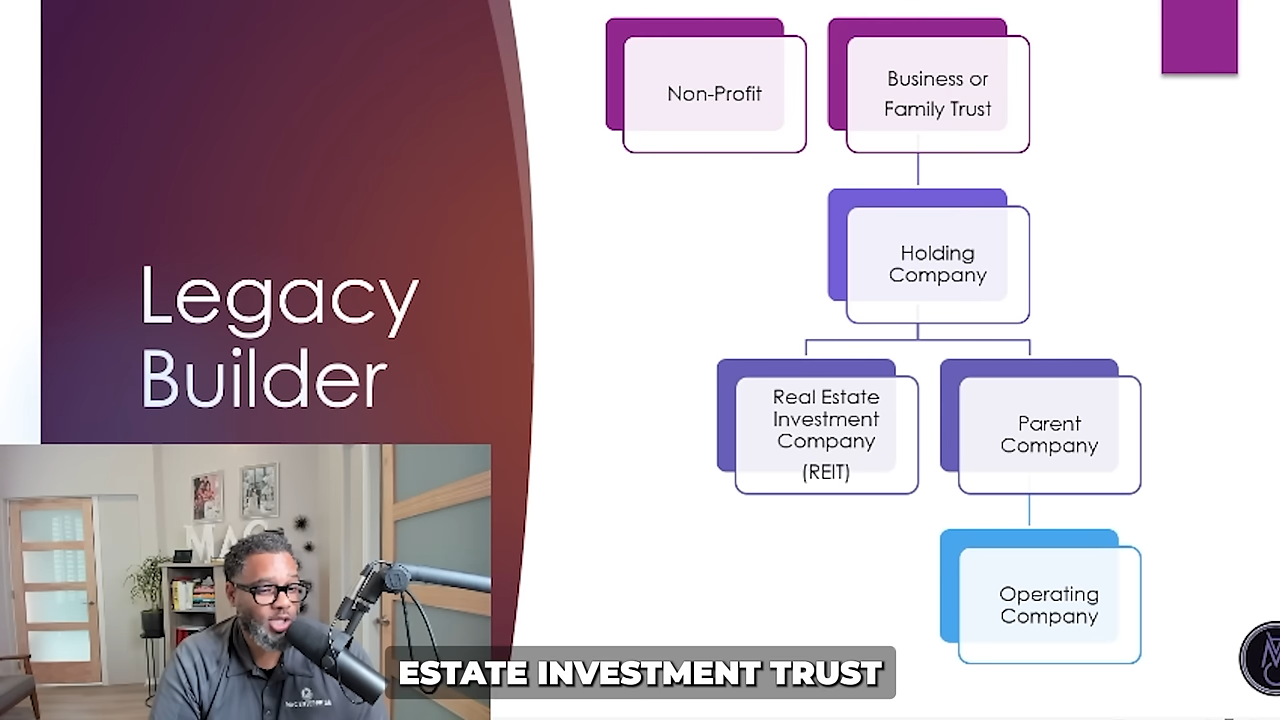 Legacy
Builder
Non-Profit
Business or
Family Trust
Holding
Company
Real Estate
Investment
Company
(REIT)
Parent
Company
Operating
Company
MAC
ESTATE INVESTMENT TRUST